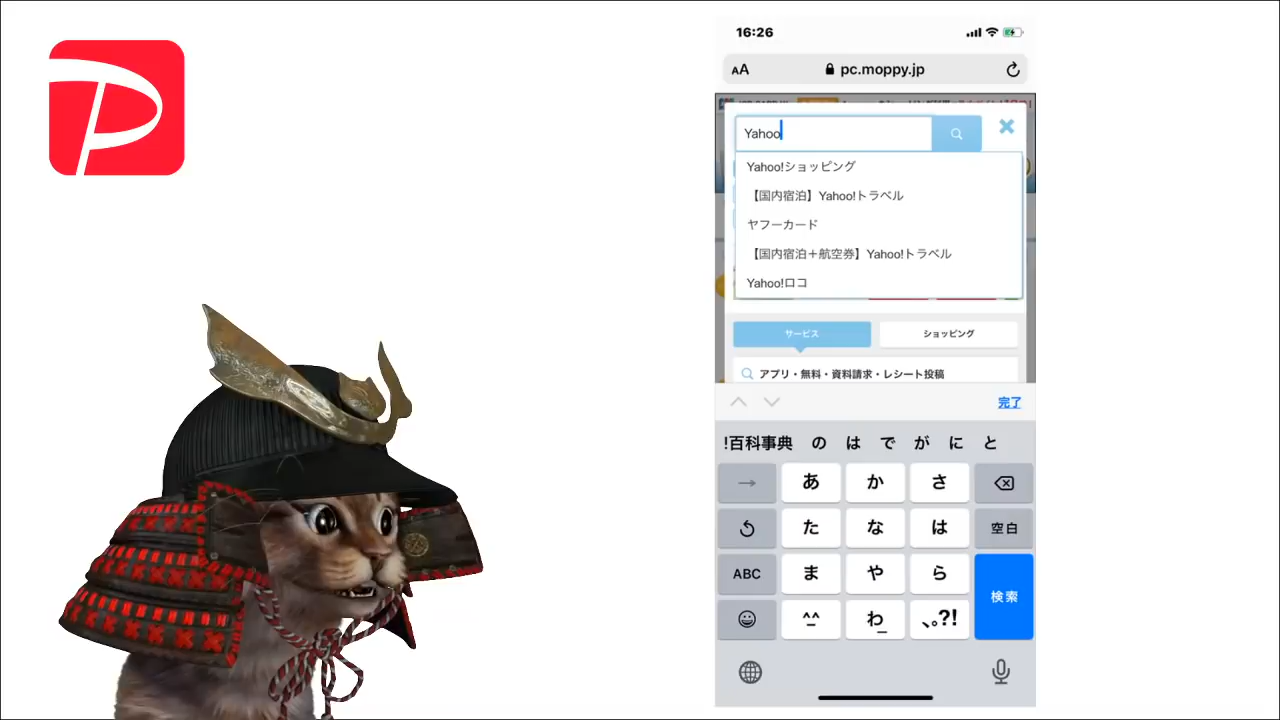 16:26
AA
pc.moppy.jp
Yahoo
Yahoo!ショッピング
【国内宿泊】Yahoo!トラベル
ヤフーカード
【国内宿泊+航空券】Yahoo!トラベル
Yahoo!ロコ
サービス
ショッピング
アプリ・無料・資料請求・レシート投稿
完了
!百科事典 の は で が に と
→ あ か さ
た な は 空白
ABC ま や ら
検索
^^ わ_ 、。?!